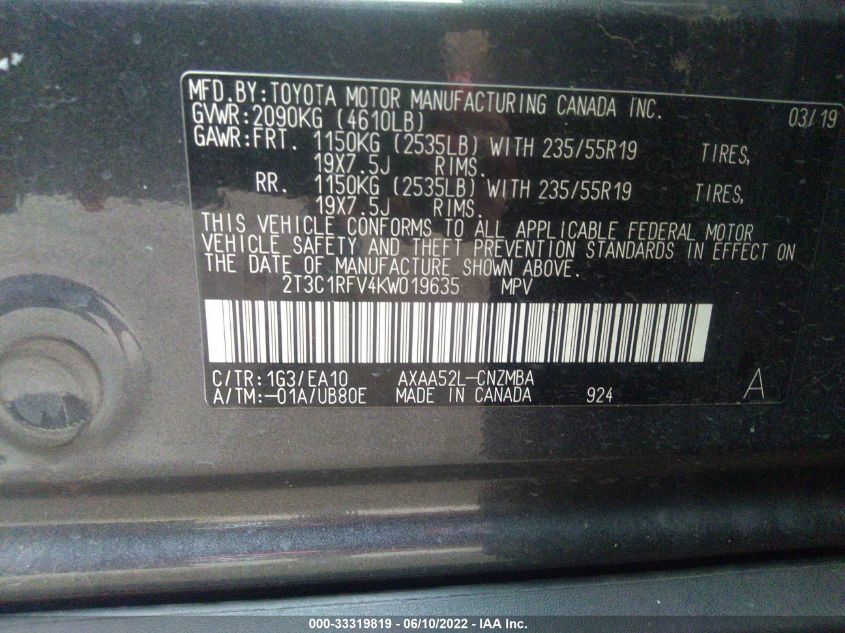 MFD.BY:TOYOTA MOTOR MANUFACTURING CANADA INC. 03/19
GVWR:2090KG (4610LB)
GAWR:FRT. 1150KG (2535LB) WITH 235/55R19 TIRES,
19X7.5J RIMS.
RR. 1150KG (2535LB) WITH 235/55R19 TIRES,
19X7.5J RIMS.
THIS VEHICLE CONFORMS TO ALL APPLICABLE FEDERAL MOTOR
VEHICLE SAFETY AND THEFT PREVENTION STANDARDS IN EFFECT ON
THE DATE OF MANUFACTURE SHOWN ABOVE.
2T3C1RFV4KW019635 MPV
C/TR:1G3/EA10 AXAA52L-CNZMBA A
A/TM:-01A/UB80E MADE IN CANADA 924
000-33319819 - 06/10/2022 - IAA Inc.